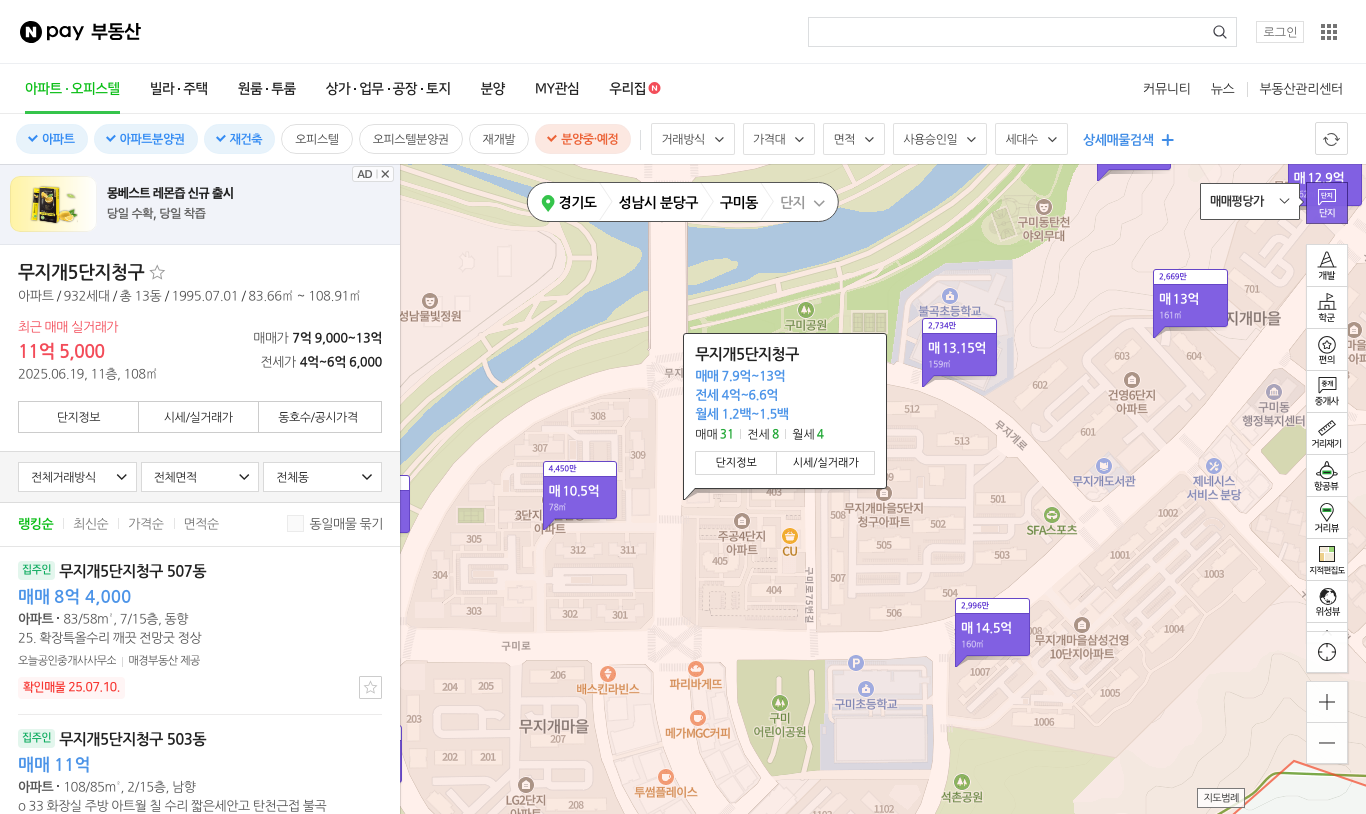 N pay 부동산
로그인
아파트·오피스텔
빌라·주택
원룸·투룸
상가·업무·공장·토지
분양
MY관심
우리집 N
커뮤니티
뉴스
부동산관리센터
아파트
아파트분양권
재건축
오피스텔
오피스텔분양권
재개발
분양중·예정
거래방식
가격대
면적
사용승인일
세대수
상세매물검색
AD
몽베스트 레몬즙 신규 출시
당일 수확, 당일 착즙
무지개5단지청구
아파트 / 932세대 / 총 13동 / 1995.07.01 / 83.66㎡ ~ 108.91㎡
최근 매매 실거래가
11억 5,000
2025.06.19, 11층, 108㎡
매매가 7억 9,000~13억
전세가 4억~6억 6,000
단지정보
시세/실거래가
동호수/공시가격
전체거래방식
전체면적
전체동
랭킹순
최신순
가격순
면적순
동일매물 묶기
집주인 무지개5단지청구 507동
매매 8억 4,000
아파트 · 83/58m², 7/15층, 동향
25. 확장특올수리 깨끗 전망굿 정상
오늘공인중개사사무소
매경부동산 제공
확인매물 25.07.10.
집주인 무지개5단지청구 503동
매매 11억
아파트 · 108/85m², 2/15층, 남향
o 33 화장실 주방 아트월 칠 수리 짧은세안고 탄천근접 불곡
경기도
성남시 분당구
구미동
단지
매매평당가
매 12.9억
단지
단지
개발
학군
편의
중개
중개사
거리재기
항공뷰
거리뷰
지적편집도
위성뷰
지도범례
구미동탄천
야외무대
성남물빛정원
구미공원
불곡초등학교
2,734만
매 13.15억
159㎡
2,669만
매 13억
161㎡
701
603
604
602
601
건영6단지
아파트
구미동
행정복지센터
무지개5단지청구
매매 7.9억~13억
전세 4억~6.6억
월세 1.2백~1.5백
매매 31
전세 8
월세 4
단지정보
시세/실거래가
512
513
무지개로
308
307
309
4,450만
매 10.5억
78㎡
아파트
305
312
311
304
303
302
301
403
주공4단지
아파트
405
404
CU
구미로75번길
무지개마을5단지
청구아파트
502
505
503
507
508
506
504
무지개도서관
제네시스
서비스 분당
SFA스포츠
1002
1001
1003
1004
1005
1006
1007
2,996만
매 14.5억
160㎡
무지개마을삼성건영
10단지아파트
구미로
배스킨라빈스
파리바게뜨
P
구미초등학교
구미
어린이공원
메가MGC커피
무지개마을
204
205
206
203
207
202
201
208
LG2단지
아파트
투썸플레이스
112
1102
석촌공원